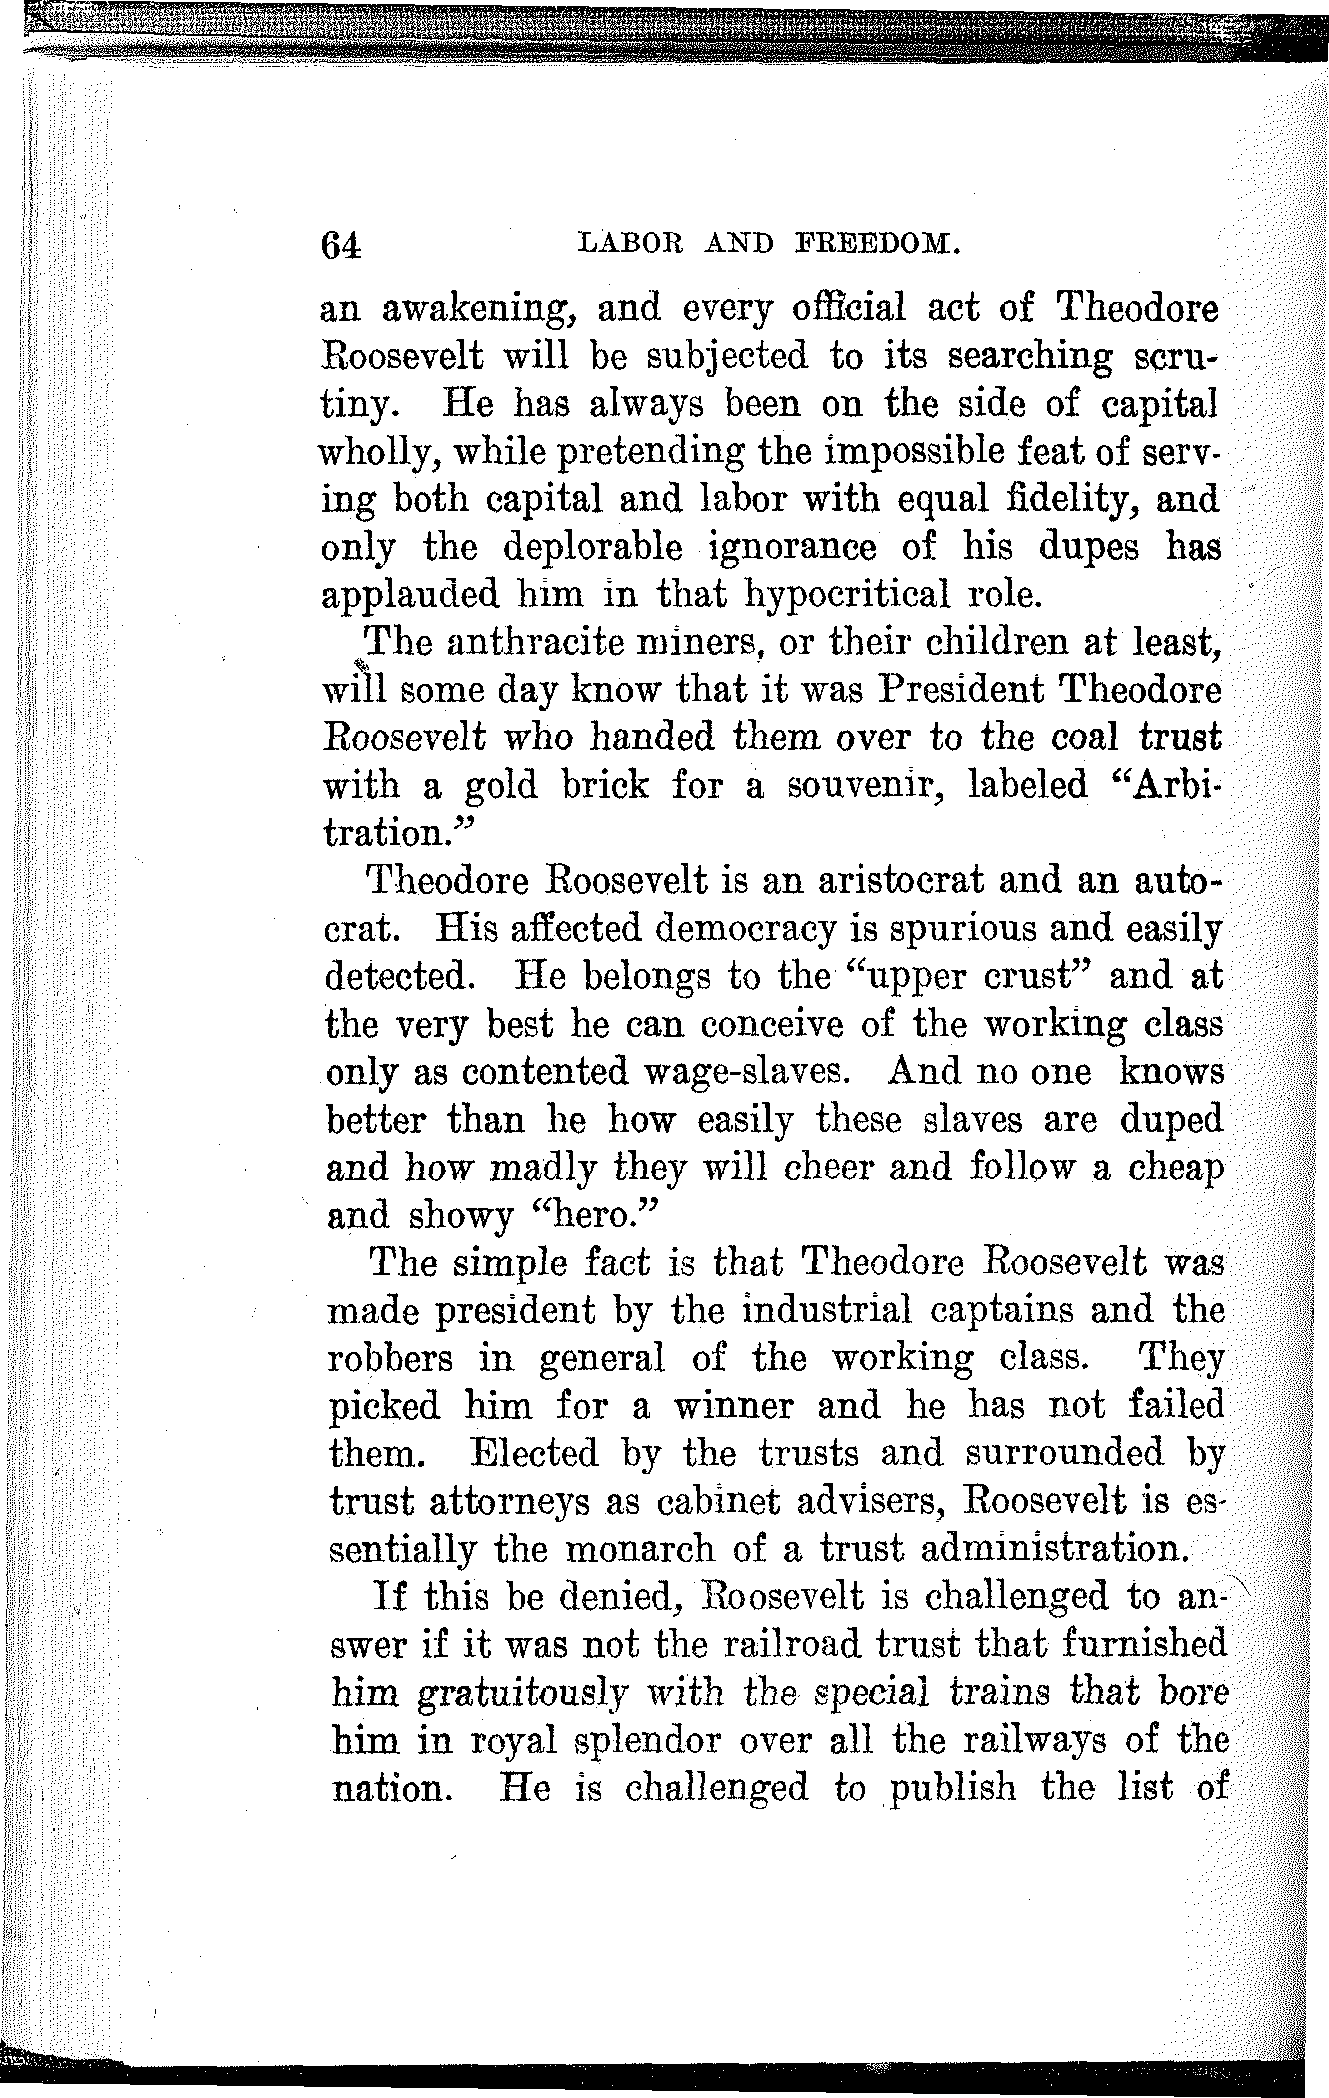 64 LABOR AND FREEDOM.
an awakening, and every official act of Theodore
Roosevelt will be subjected to its searching scru-
tiny. He has always been on the side of capital
wholly, while pretending the impossible feat of serv-
ing both capital and labor with equal fidelity, and
only the deplorable ignorance of his dupes has
applauded him in that hypocritical role.
The anthracite miners, or their children at least,
will some day know that it was President Theodore
Roosevelt who handed them over to the coal trust
with a gold brick for a souvenir, labeled “Arbi-
tration.”
Theodore Roosevelt is an aristocrat and an auto-
crat. His affected democracy is spurious and easily
detected. He belongs to the “upper crust” and at
the very best he can conceive of the working class
only as contented wage-slaves. And no one knows
better than he how easily these slaves are duped
and how madly they will cheer and follow a cheap
and showy “hero.”
The simple fact is that Theodore Roosevelt was
made president by the industrial captains and the
robbers in general of the working class. They
picked him for a winner and he has not failed
them. Elected by the trusts and surrounded by
trust attorneys as cabinet advisers, Roosevelt is es-
sentially the monarch of a trust administration.
If this be denied, Roosevelt is challenged to an-
swer if it was not the railroad trust that furnished
him gratuitously with the special trains that bore
him in royal splendor over all the railways of the
nation. He is challenged to publish the list of